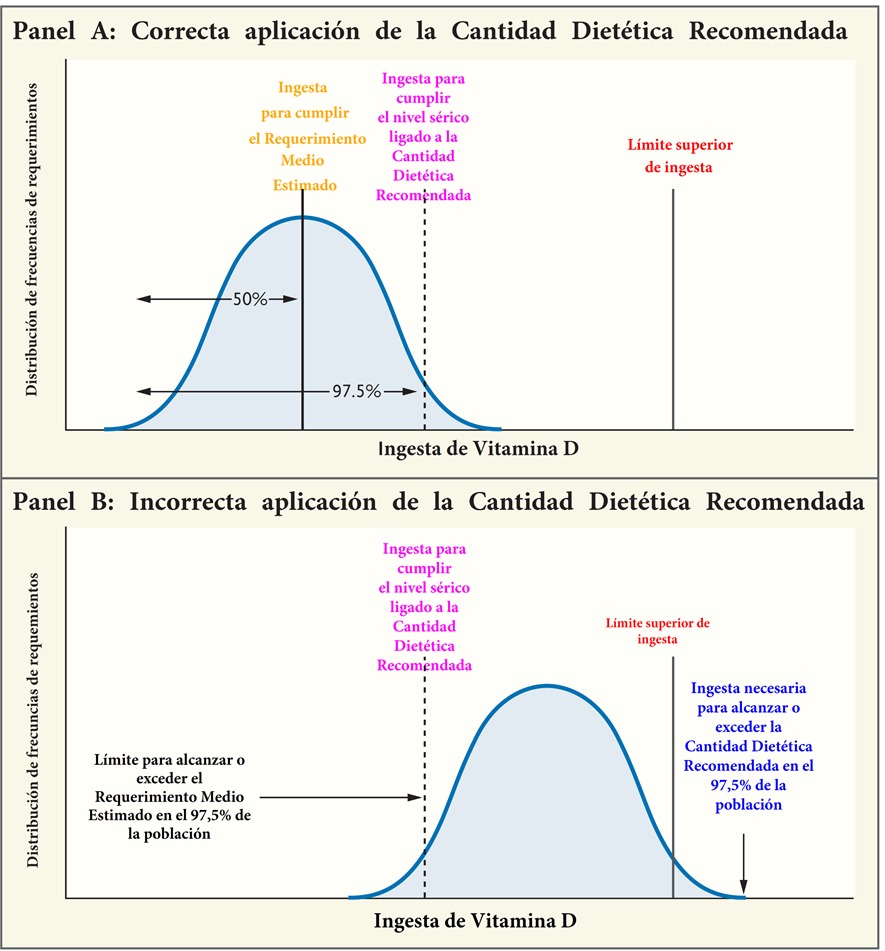 Panel A: Correcta aplicación de la Cantidad Dietética Recomendada
Distribución de frecuencias de requerimientos
Ingesta
para cumplir
el Requerimiento
Medio
Estimado
Ingesta para
cumplir
el nivel sérico
ligado a la
Cantidad
Dietética
Recomendada
Límite superior
de ingesta
50%
97.5%
Ingesta de Vitamina D
Panel B: Incorrecta aplicación de la Cantidad Dietética Recomendada
Distribución de frecuncias de requemientos
Ingesta para
cumplir
el nivel sérico
ligado a la
Cantidad
Dietética
Recomendada
Límite superior de
ingesta
Ingesta necesaria
para alcanzar o
exceder la
Cantidad Dietética
Recomendada en el
97,5% de la
población
Límite para alcanzar o
exceder el
Requerimiento Medio
Estimado en el 97,5% de
la población
Ingesta de Vitamina D